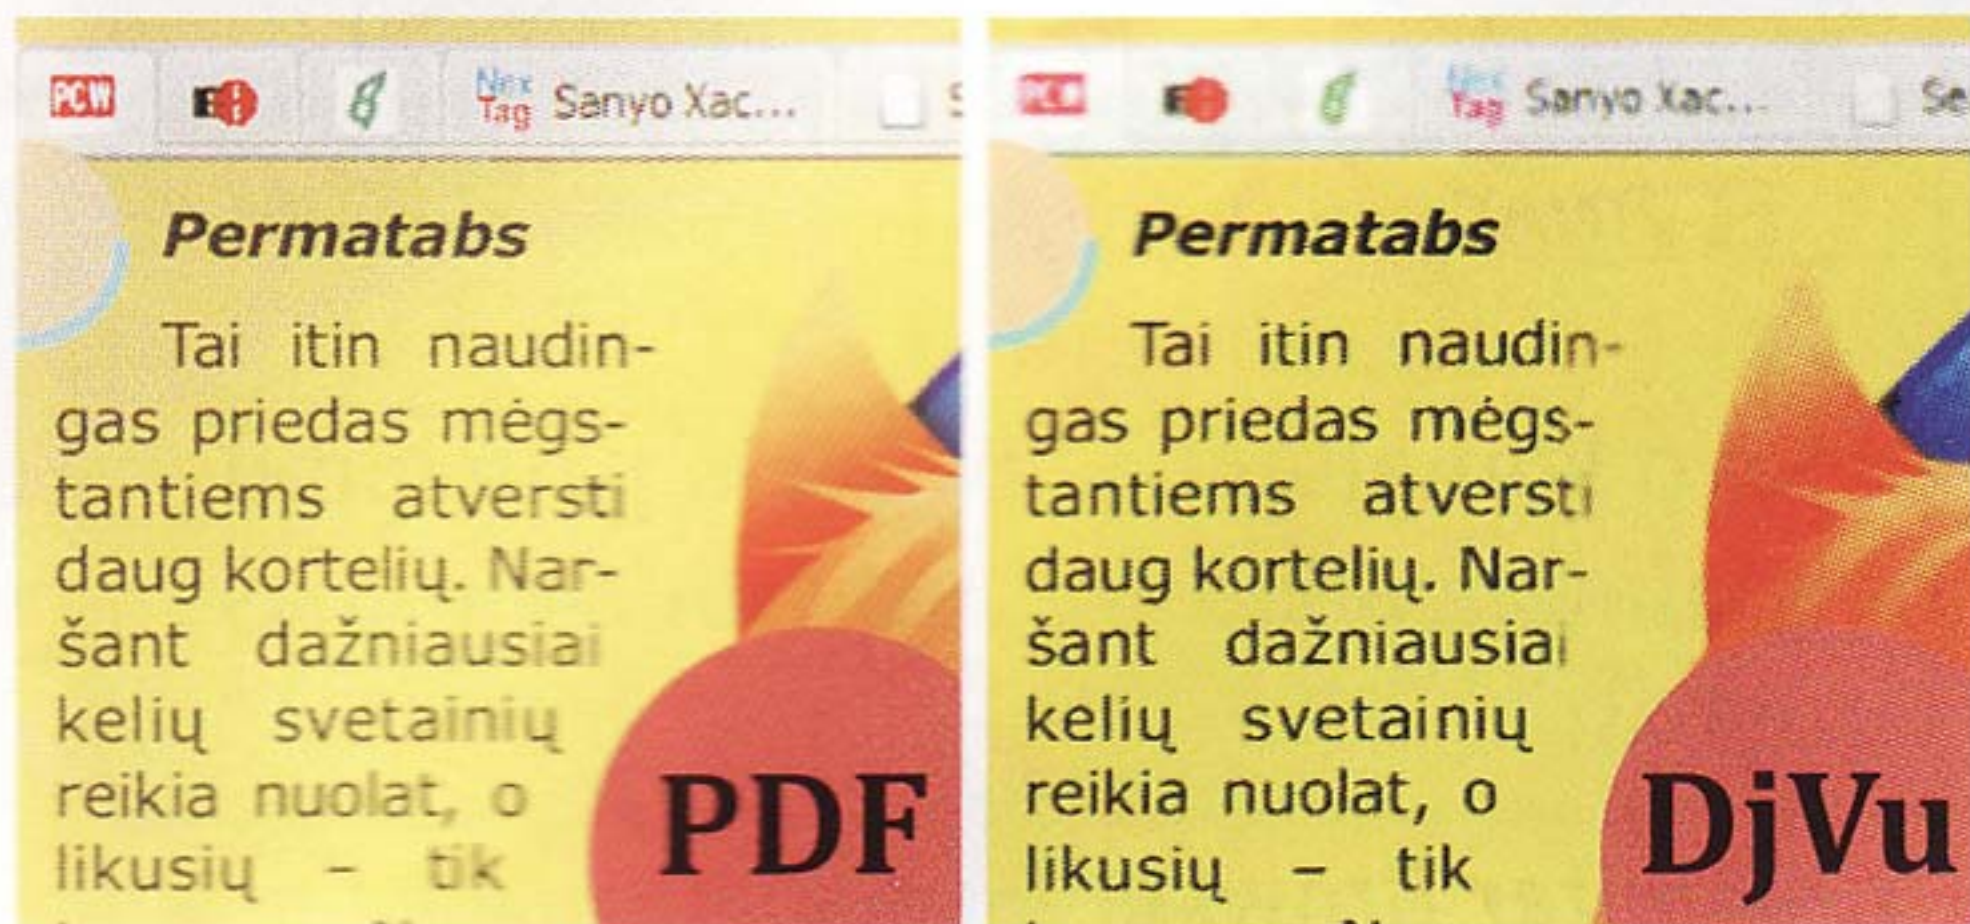 PCW
Nex
Tag
Sanyo Xac...
Permatabs
Tai itin naudin-
gas priedas mėgs-
tantiems atversti
daug kortelių. Nar-
šant dažniausiai
kelių svetainių
reikia nuolat, o
likusių – tik
PDF
Tag
Sanyo Xac...
Se
Permatabs
Tai itin naudin-
gas priedas mėgs-
tantiems atversti
daug kortelių. Nar-
šant dažniausiai
kelių svetainių
reikia nuolat, o
likusių – tik
DjVu